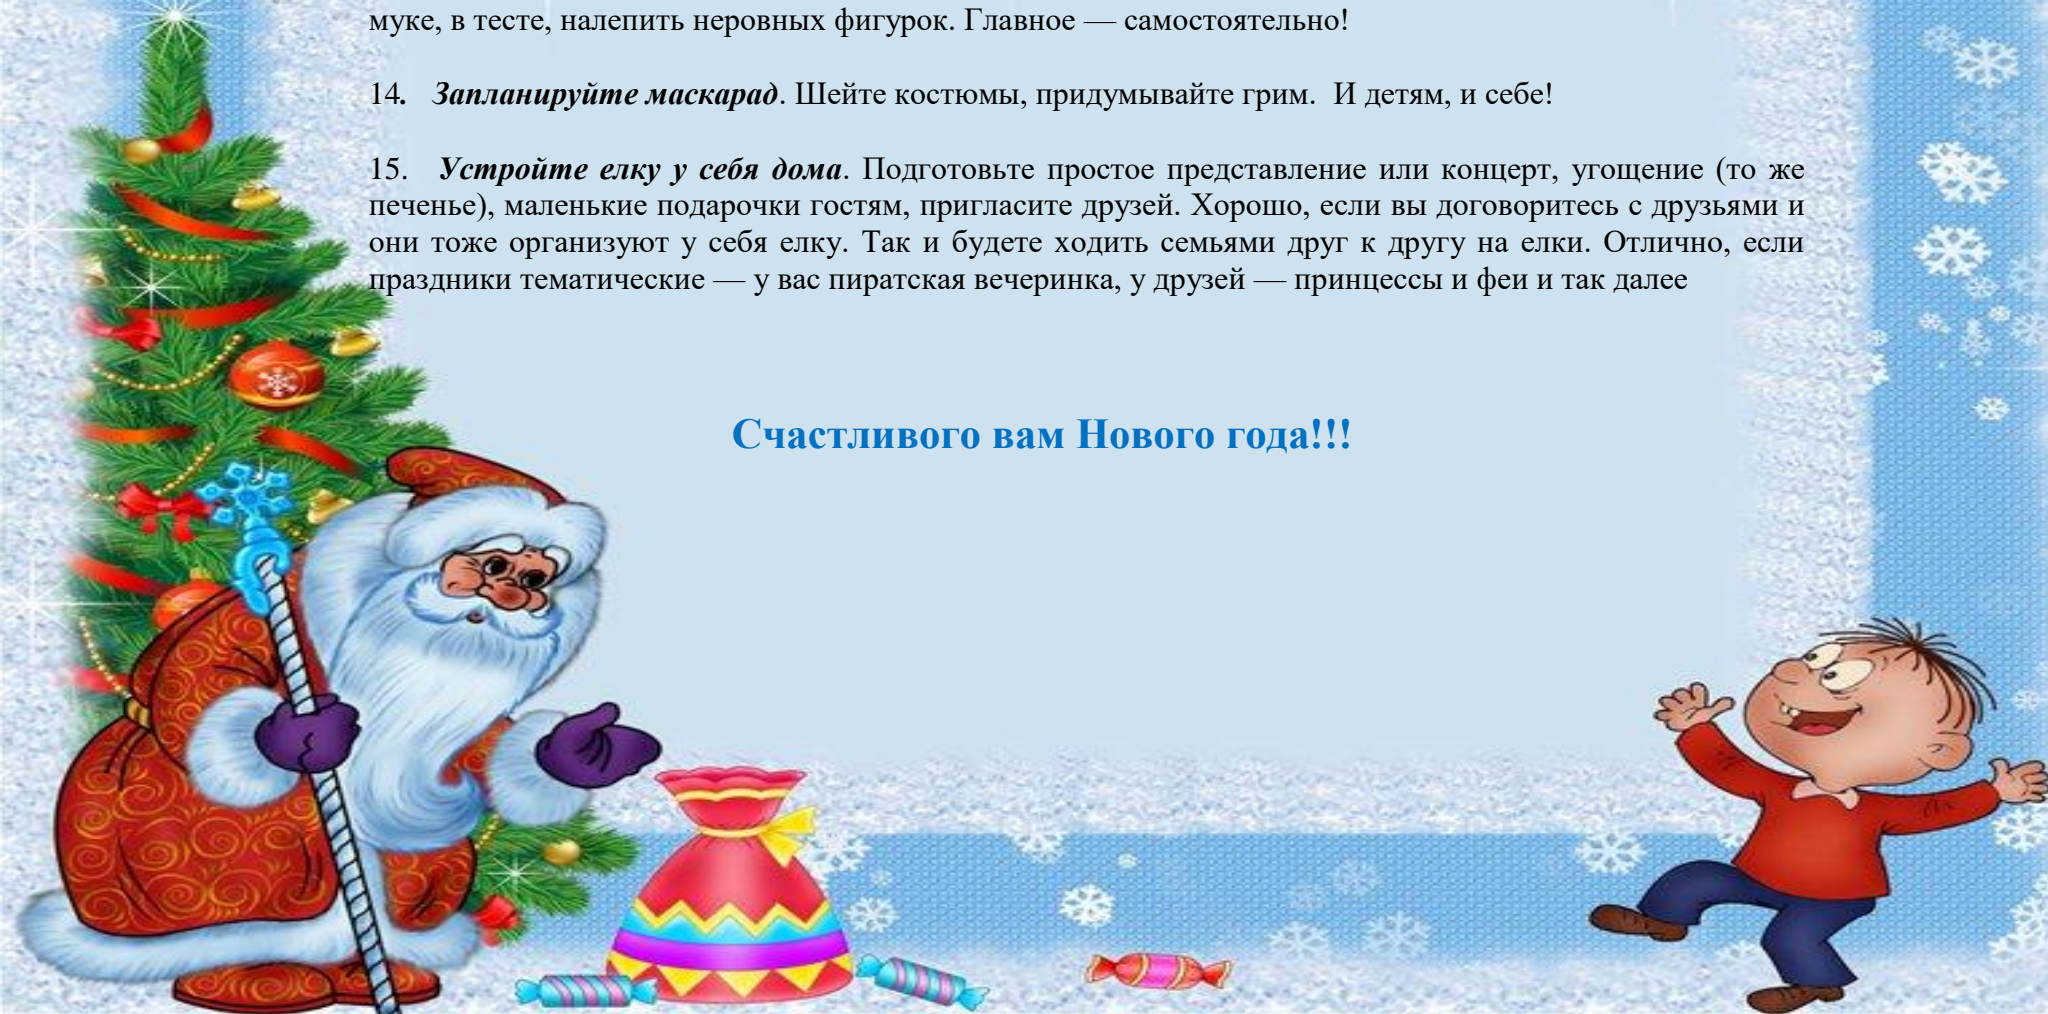 муке, в тесте, налепить неровных фигурок. Главное — самостоятельно!
14. Запланируйте маскарад. Шейте костюмы, придумывайте грим. И детям, и себе!
15. Устройте елку у себя дома. Подготовьте простое представление или концерт, угощение (то же
печенье), маленькие подарочки гостям, пригласите друзей. Хорошо, если вы договоритесь с друзьями и
они тоже организуют у себя елку. Так и будете ходить семьями друг к другу на елки. Отлично, если
праздники тематические — у вас пиратская вечеринка, у друзей — принцессы и феи и так далее
Счастливого вам Нового года!!!